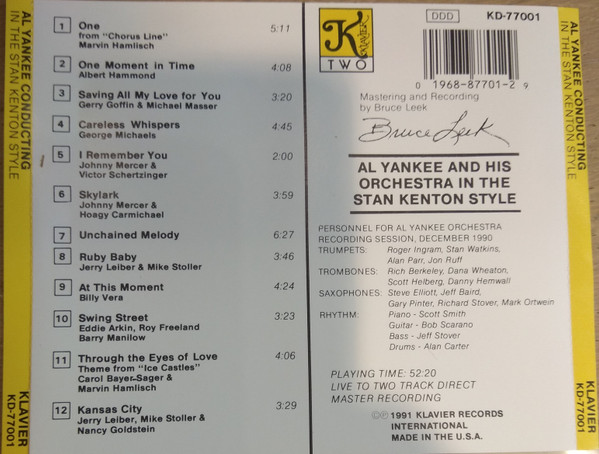 AL YANKEE CONDUCTING
IN THE STAN KENTON STYLE
KLAVIER
KD-77001
1 One 5:11
from "Chorus Line"
Marvin Hamlisch
2 One Moment in Time 4:08
Albert Hammond
3 Saving All My Love for You 3:20
Gerry Goffin & Michael Masser
4 Careless Whispers 4:45
George Michaels
5 I Remember You 2:00
Johnny Mercer &
Victor Schertzinger
6 Skylark 3:59
Johnny Mercer &
Hoagy Carmichael
7 Unchained Melody 6:27
8 Ruby Baby 3:46
Jerry Leiber & Mike Stoller
9 At This Moment 4:24
Billy Vera
10 Swing Street 3:23
Eddie Arkin, Roy Freeland
Barry Manilow
11 Through the Eyes of Love 4:06
Theme from "Ice Castles"
Carol Bayer-Sager &
Marvin Hamlisch
12 Kansas City 3:29
Jerry Leiber, Mike Stoller &
Nancy Goldstein
K
KLAVIER
TWO
DDD KD-77001
0 1968-87701-2 9
Mastering and Recording
by Bruce Leek
Bruce Leek
AL YANKEE AND HIS
ORCHESTRA IN THE
STAN KENTON STYLE
PERSONNEL FOR AL YANKEE ORCHESTRA
RECORDING SESSION, DECEMBER 1990
TRUMPETS: Roger Ingram, Stan Watkins,
Alan Parr, Jon Ruff
TROMBONES: Rich Berkeley, Dana Wheaton,
Scott Helberg, Danny Hemwall
SAXOPHONES: Steve Elliott, Jeff Baird,
Gary Pinter, Richard Stover, Mark Ortwein
RHYTHM: Piano - Scott Smith
Guitar - Bob Scarano
Bass - Jeff Stover
Drums - Alan Carter
PLAYING TIME: 52:20
LIVE TO TWO TRACK DIRECT
MASTER RECORDING
©℗ 1991 KLAVIER RECORDS
INTERNATIONAL
MADE IN THE U.S.A.
AL YANKEE CONDUCTING
IN THE STAN KENTON STYLE
KLAVIER
KD-77001